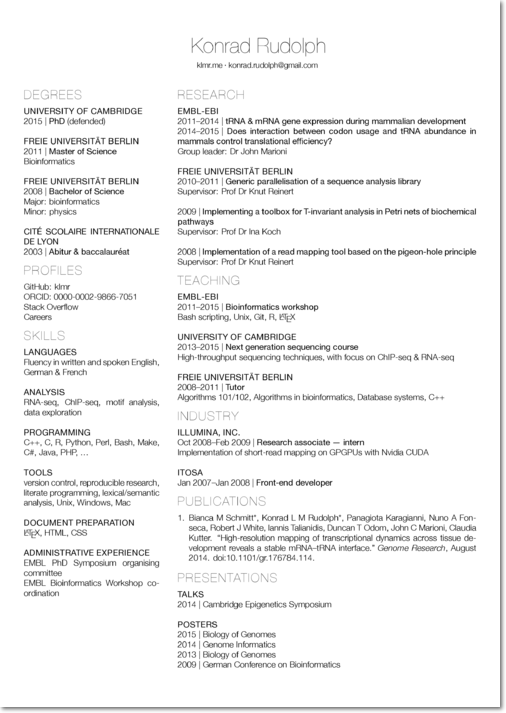 Konrad Rudolph
klmr.me · konrad.rudolph@gmail.com
DEGREES
UNIVERSITY OF CAMBRIDGE
2015 | PhD (defended)
FREIE UNIVERSITÄT BERLIN
2011 | Master of Science
Bioinformatics
FREIE UNIVERSITÄT BERLIN
2008 | Bachelor of Science
Major: bioinformatics
Minor: physics
CITÉ SCOLAIRE INTERNATIONALE
DE LYON
2003 | Abitur & baccalauréat
PROFILES
GitHub: klmr
ORCID: 0000-0002-9866-7051
Stack Overflow
Careers
SKILLS
LANGUAGES
Fluency in written and spoken English,
German & French
ANALYSIS
RNA-seq, ChIP-seq, motif analysis,
data exploration
PROGRAMMING
C++, C, R, Python, Perl, Bash, Make,
C#, Java, PHP, …
TOOLS
version control, reproducible research,
literate programming, lexical/semantic
analysis, Unix, Windows, Mac
DOCUMENT PREPARATION
LATEX, HTML, CSS
ADMINISTRATIVE EXPERIENCE
EMBL PhD Symposium organising
committee
EMBL Bioinformatics Workshop co-
ordination
RESEARCH
EMBL-EBI
2011–2014 | tRNA & mRNA gene expression during mammalian development
2014–2015 | Does interaction between codon usage and tRNA abundance in
mammals control translational efficiency?
Group leader: Dr John Marioni
FREIE UNIVERSITÄT BERLIN
2010–2011 | Generic parallelisation of a sequence analysis library
Supervisor: Prof Dr Knut Reinert
2009 | Implementing a toolbox for T-invariant analysis in Petri nets of biochemical
pathways
Supervisor: Prof Dr Ina Koch
2008 | Implementation of a read mapping tool based on the pigeon-hole principle
Supervisor: Prof Dr Knut Reinert
TEACHING
EMBL-EBI
2011–2015 | Bioinformatics workshop
Bash scripting, Unix, Git, R, LATEX
UNIVERSITY OF CAMBRIDGE
2013–2015 | Next generation sequencing course
High-throughput sequencing techniques, with focus on ChIP-seq & RNA-seq
FREIE UNIVERSITÄT BERLIN
2008–2011 | Tutor
Algorithms 101/102, Algorithms in bioinformatics, Database systems, C++
INDUSTRY
ILLUMINA, INC.
Oct 2008–Feb 2009 | Research associate — intern
Implementation of short-read mapping on GPGPUs with Nvidia CUDA
ITOSA
Jan 2007–Jan 2008 | Front-end developer
PUBLICATIONS
1. Bianca M Schmitt*, Konrad L M Rudolph*, Panagiota Karagianni, Nuno A Fon-
seca, Robert J White, Iannis Talianidis, Duncan T Odom, John C Marioni, Claudia
Kutter. “High-resolution mapping of transcriptional dynamics across tissue de-
velopment reveals a stable mRNA–tRNA interface.” Genome Research, August
2014. doi:10.1101/gr.176784.114.
PRESENTATIONS
TALKS
2014 | Cambridge Epigenetics Symposium
POSTERS
2015 | Biology of Genomes
2014 | Genome Informatics
2013 | Biology of Genomes
2009 | German Conference on Bioinformatics